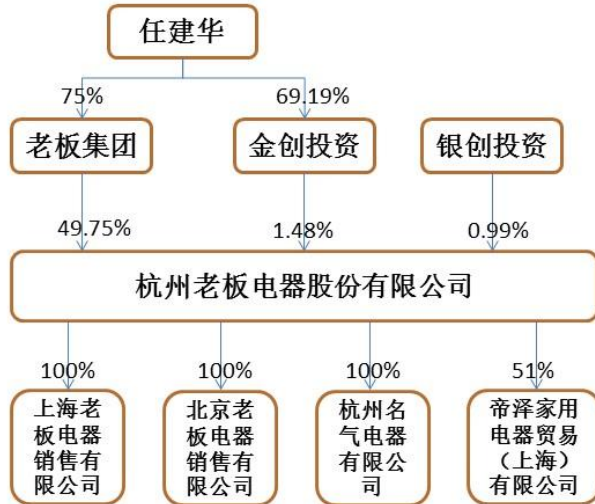 任建华
75%
69.19%
老板集团
金创投资
银创投资
49.75%
1.48%
0.99%
杭州老板电器股份有限公司
100%
100%
100%
51%
上海老
板电器
销售有
限公司
北京老
板电器
销售有
限公司
杭州名
气电器
有限公
司
帝泽家用
电器贸易
（上海）
有限公司